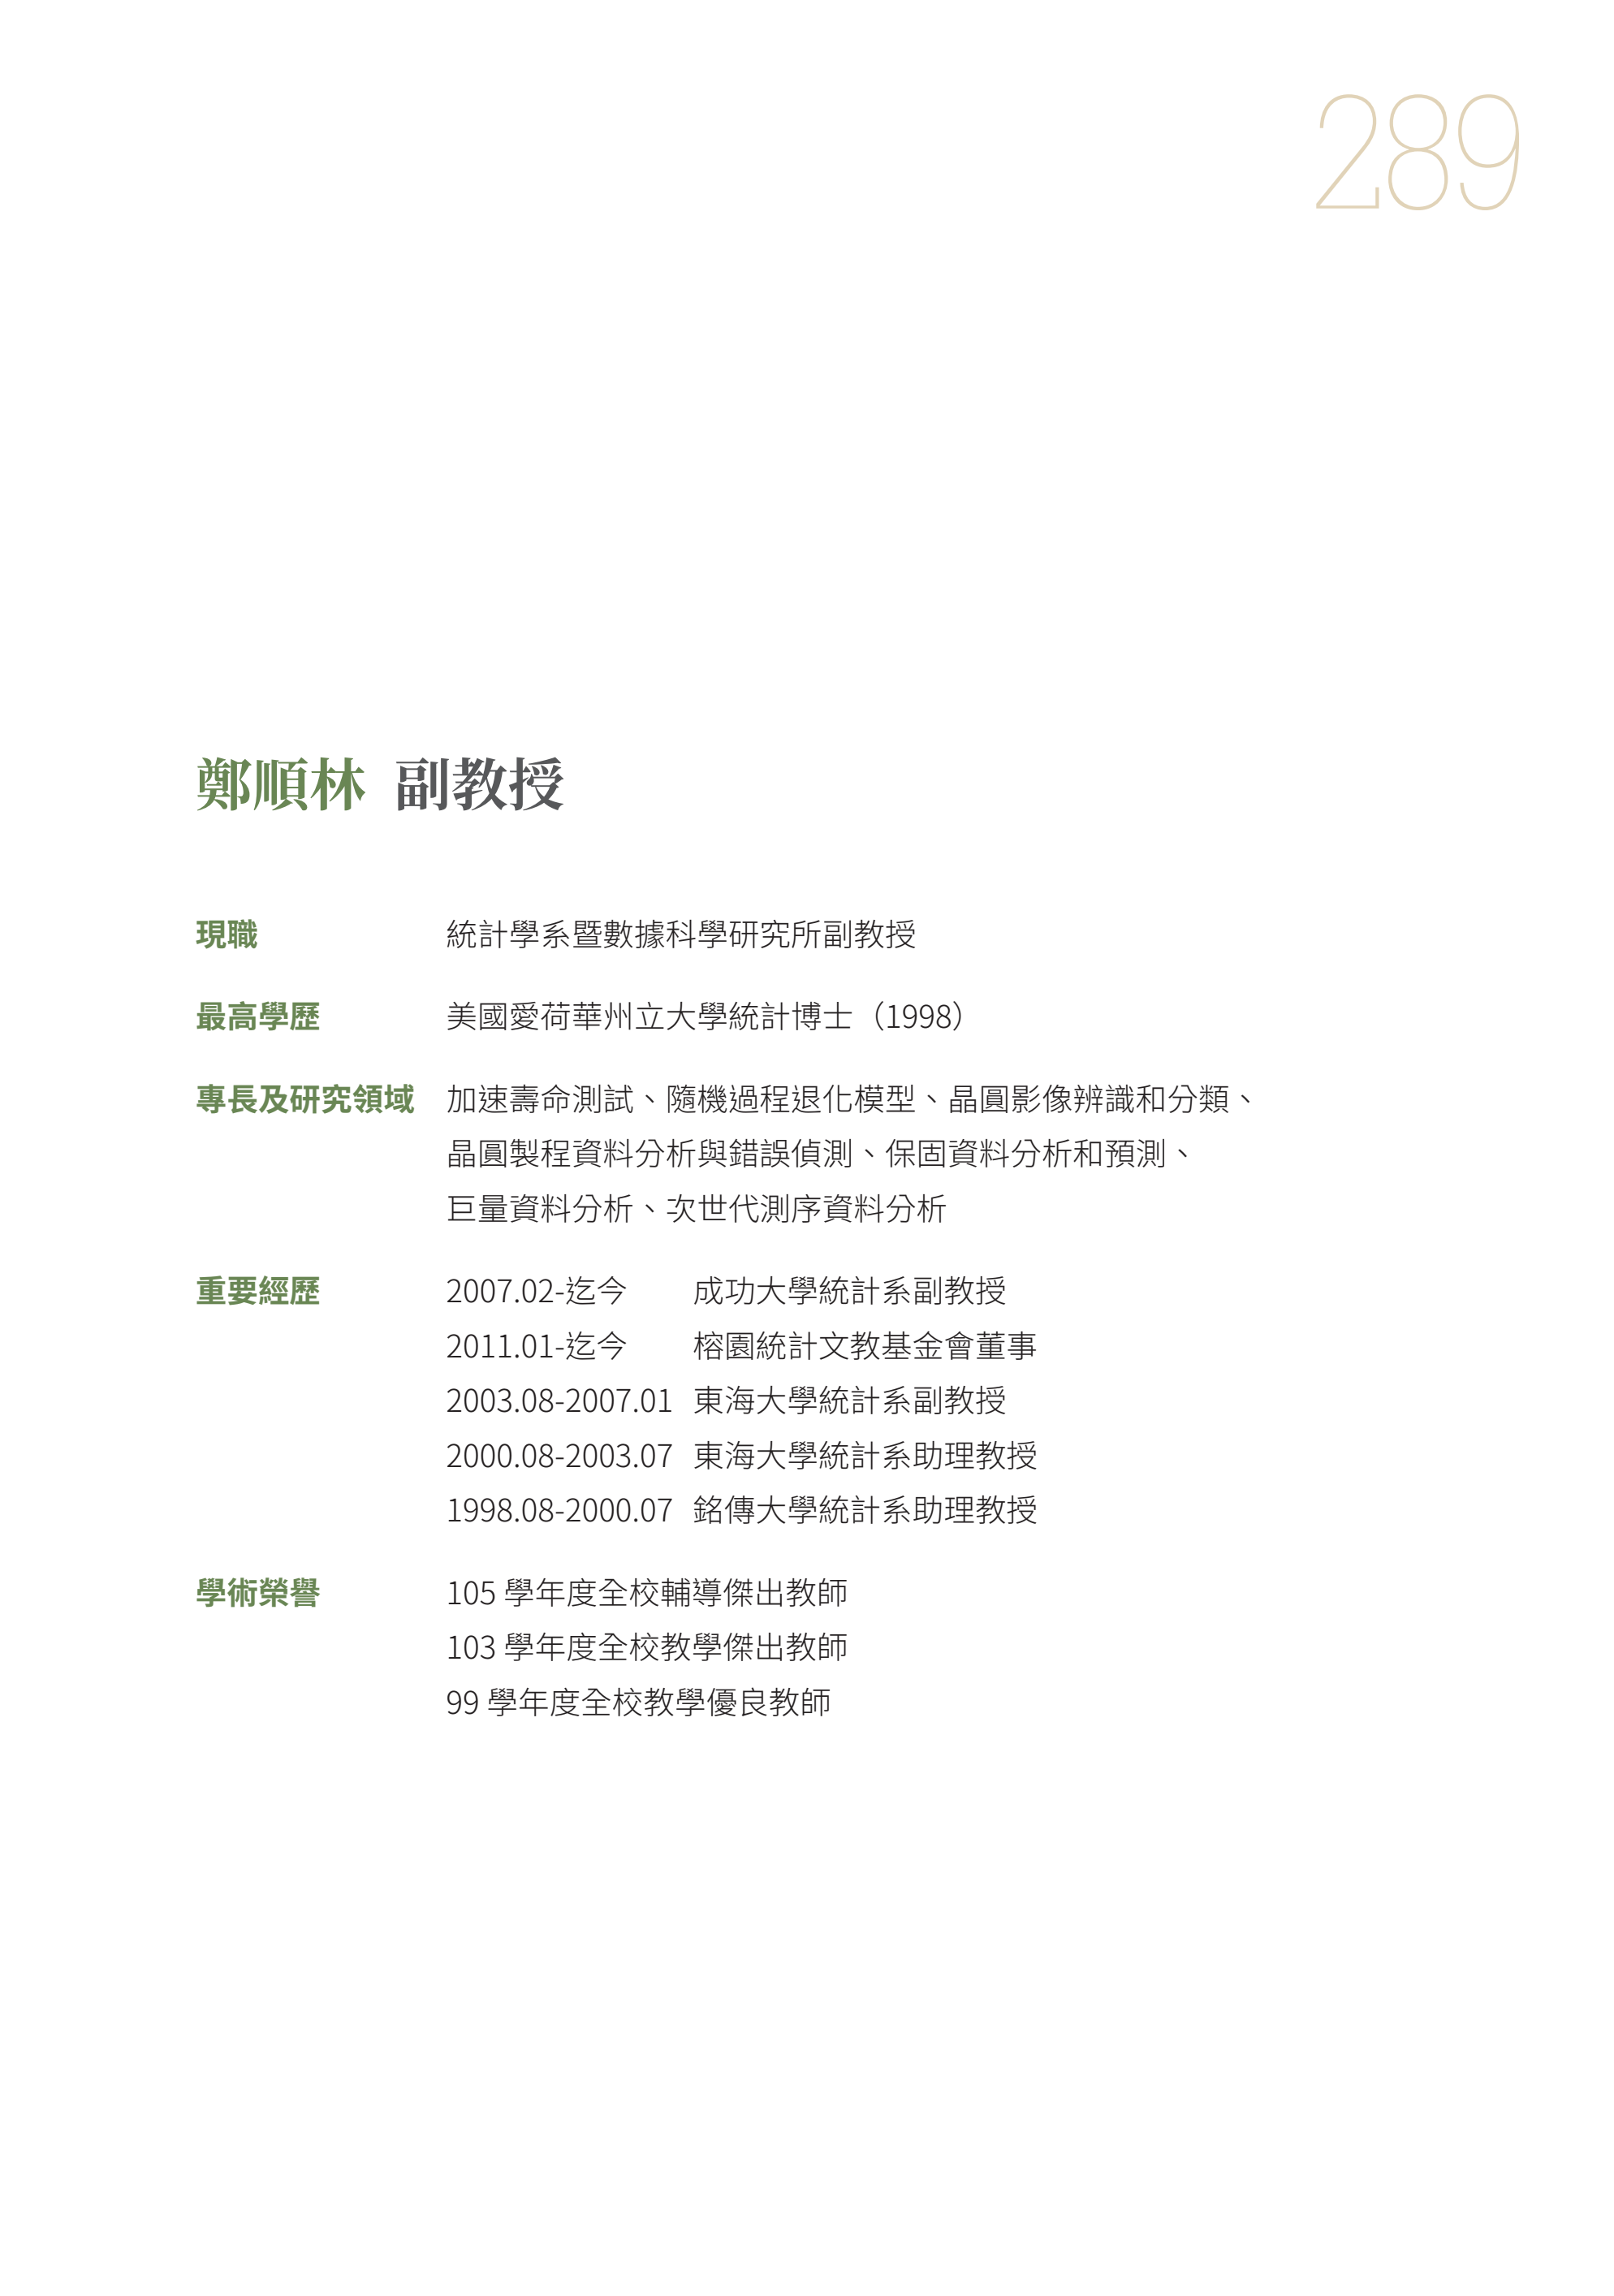 289
鄭順林 副教授
現職 統計學系暨數據科學研究所副教授
最高學歷 美國愛荷華州立大學統計博士（1998）
專長及研究領域 加速壽命測試、隨機過程退化模型、晶圓影像辨識和分類、
晶圓製程資料分析與錯誤偵測、保固資料分析和預測、
巨量資料分析、次世代測序資料分析
重要經歷 2007.02-迄今 成功大學統計系副教授
2011.01-迄今 榕園統計文教基金會董事
2003.08-2007.01 東海大學統計系副教授
2000.08-2003.07 東海大學統計系助理教授
1998.08-2000.07 銘傳大學統計系助理教授
學術榮譽 105 學年度全校輔導傑出教師
103 學年度全校教學傑出教師
99 學年度全校教學優良教師